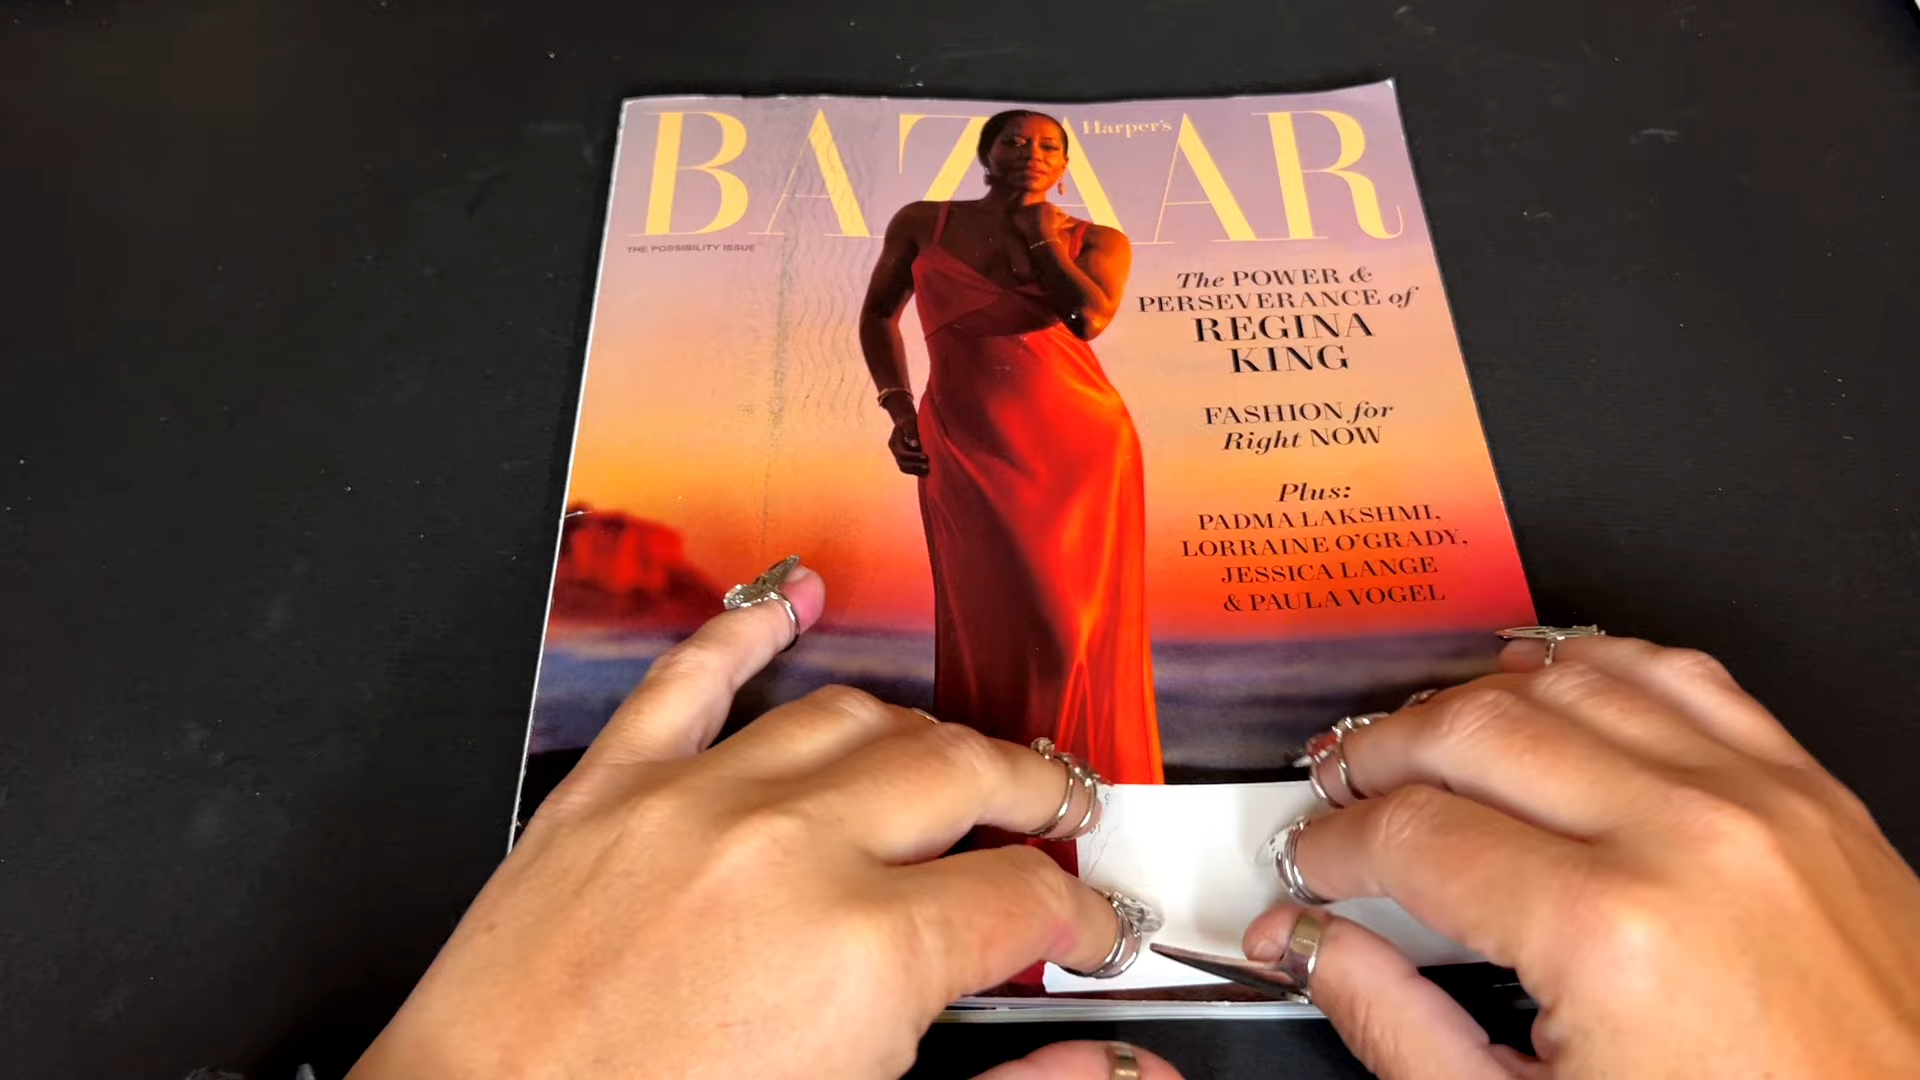 Harper's
BAZAAR
THE POSSIBILITY ISSUE
The POWER &
PERSEVERANCE of
REGINA
KING
FASHION for
Right NOW
Plus:
PADMA LAKSHMI,
LORRAINE O'GRADY,
JESSICA LANGE
& PAULA VOGEL